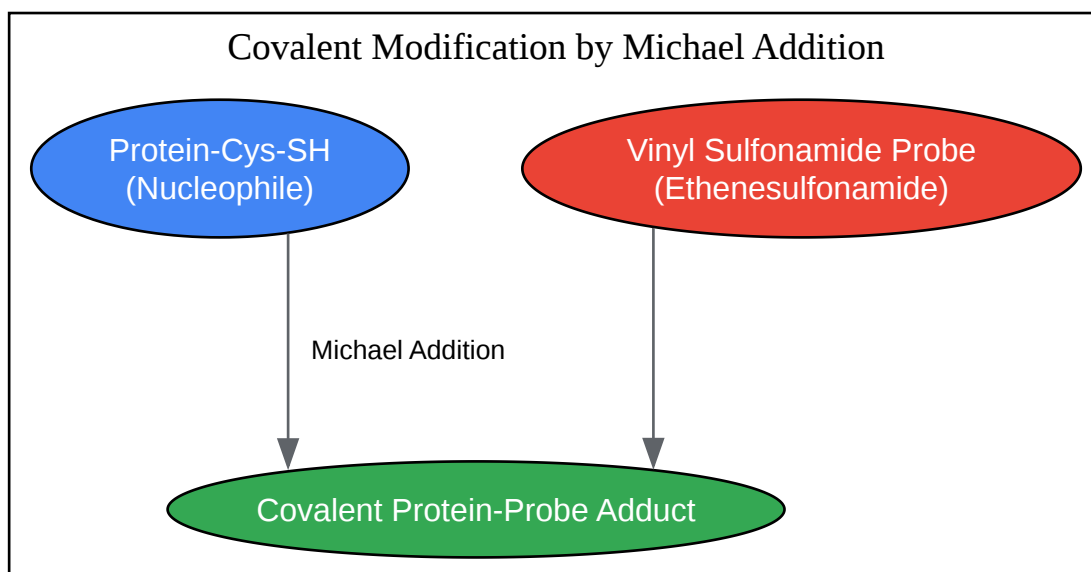 Covalent Modification by Michael Addition
Protein-Cys-SH
(Nucleophile)
Vinyl Sulfonamide Probe
(Ethenesulfonamide)
Michael Addition
Covalent Protein-Probe Adduct